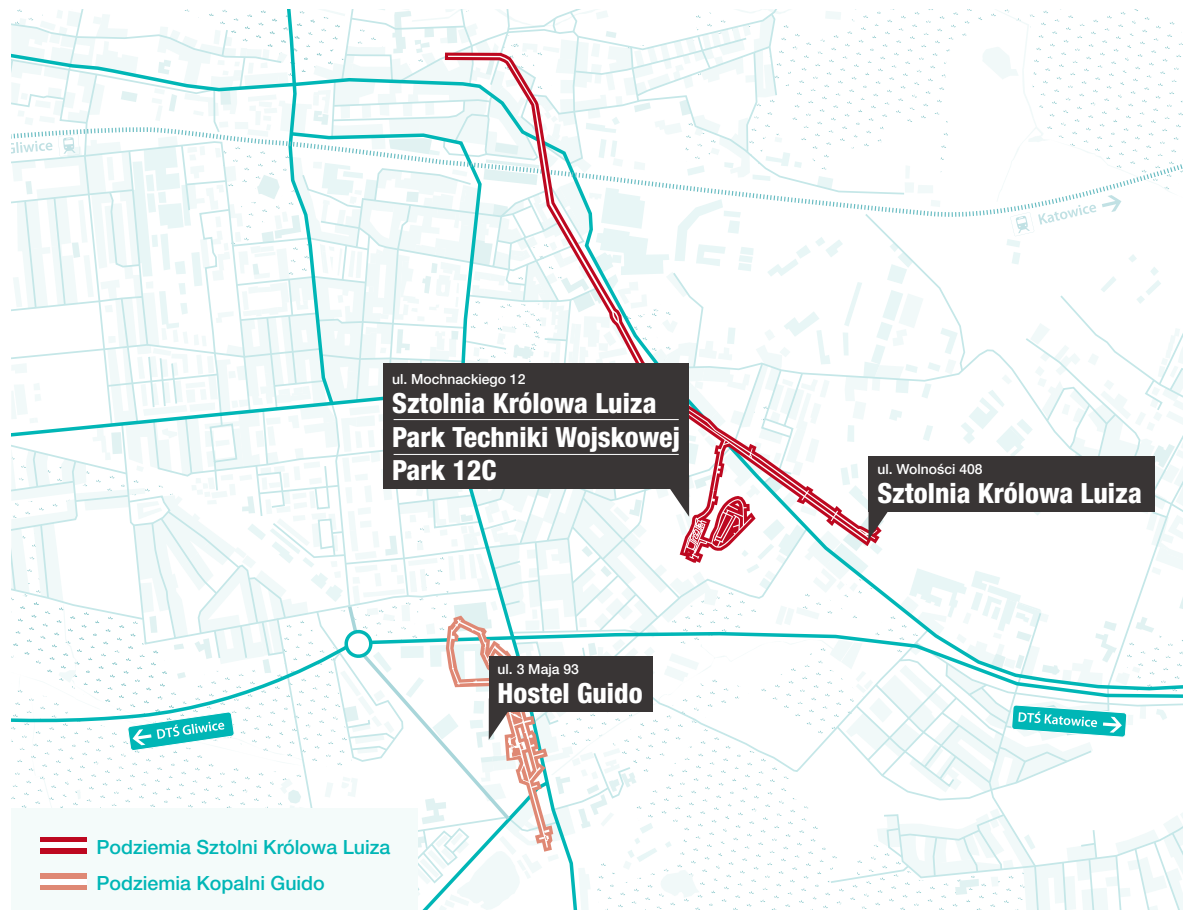 Gliwice
Katowice
ul. Mochnackiego 12
Sztolnia Królowa Luiza
Park Techniki Wojskowej
Park 12C
ul. Wolności 408
Sztolnia Królowa Luiza
ul. 3 Maja 93
Hostel Guido
DTŚ Gliwice
DTŚ Katowice
Podziemia Sztolni Królowa Luiza
Podziemia Kopalni Guido